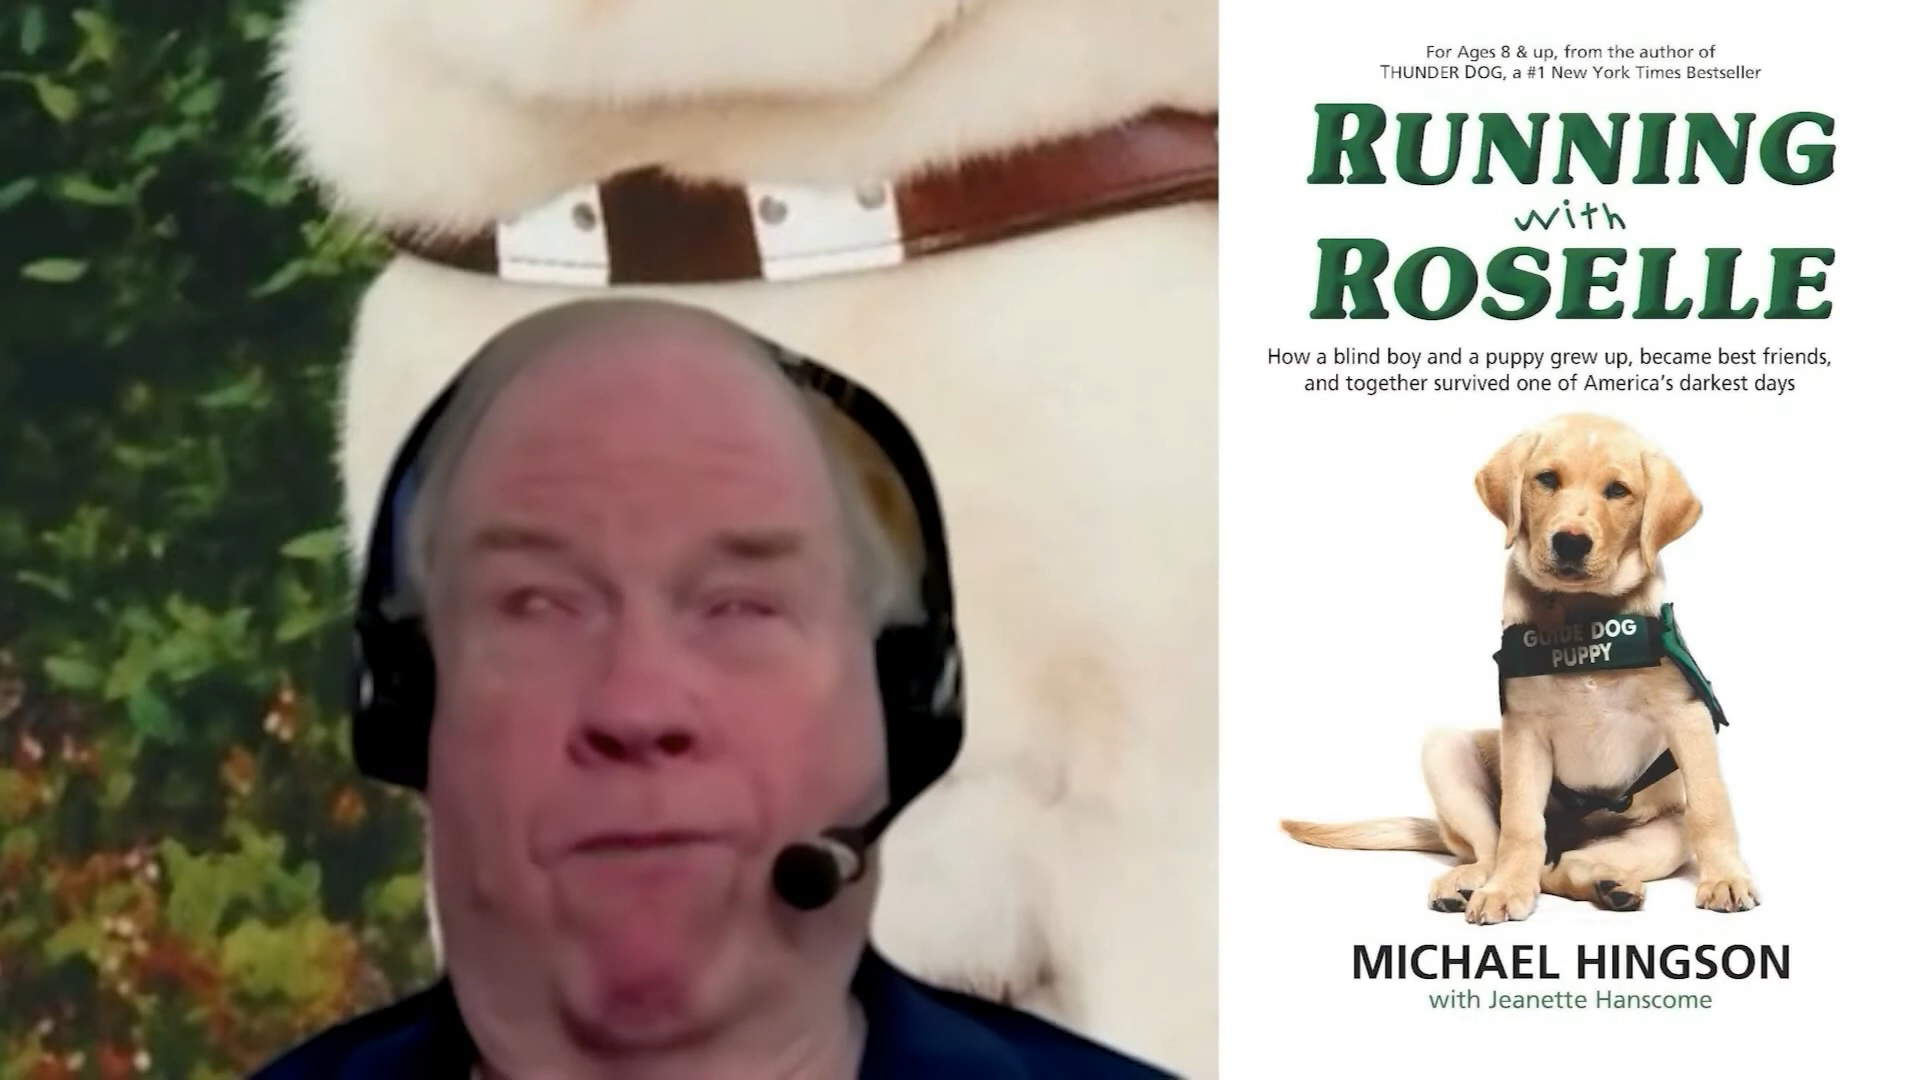 For Ages 8 & up, from the author of
THUNDER DOG, a #1 New York Times Bestseller
RUNNING
with
ROSELLE
How a blind boy and a puppy grew up, became best friends,
and together survived one of America's darkest days
GUIDE DOG
PUPPY
MICHAEL HINGSON
with Jeanette Hanscome